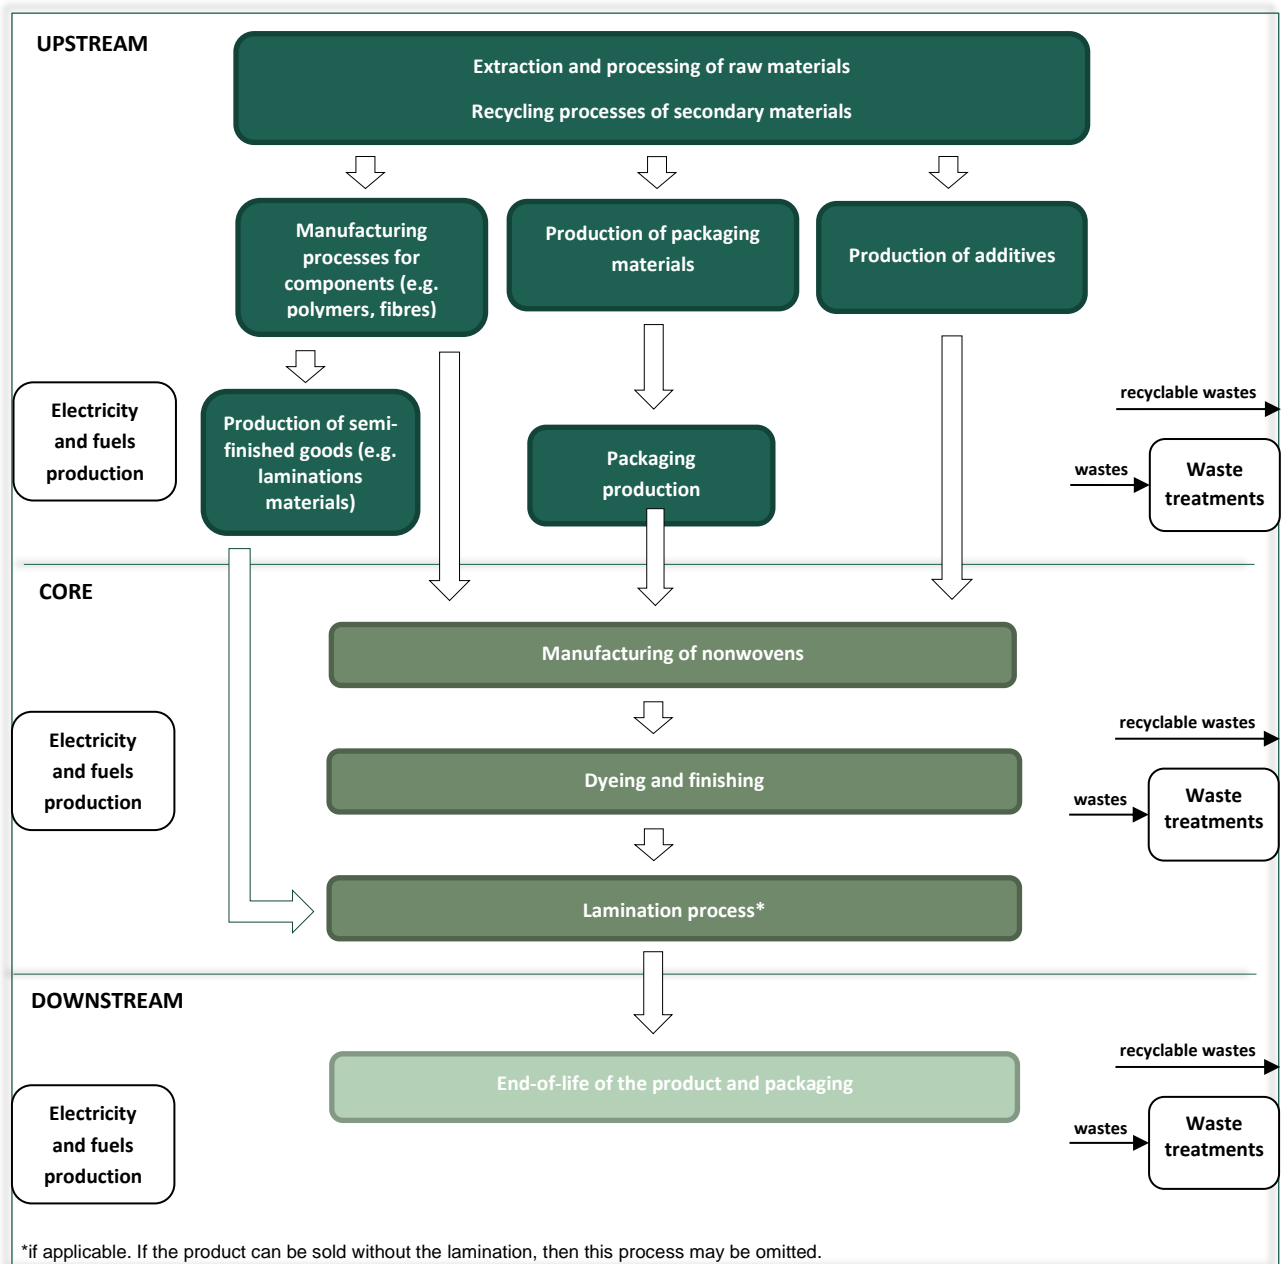 UPSTREAM
Extraction and processing of raw materials
Recycling processes of secondary materials
Manufacturing
processes for
components (e.g.
polymers, fibres)
Production of packaging
materials
Production of additives
Electricity
and fuels
production
Production of semi-
finished goods (e.g.
laminations
materials)
Packaging
production
recyclable wastes
wastes
Waste
treatments
CORE
Manufacturing of nonwovens
Electricity
and fuels
production
Dyeing and finishing
recyclable wastes
wastes
Waste
treatments
Lamination process*
DOWNSTREAM
End-of-life of the product and packaging
Electricity
and fuels
production
recyclable wastes
wastes
Waste
treatments
*if applicable. If the product can be sold without the lamination, then this process may be omitted.